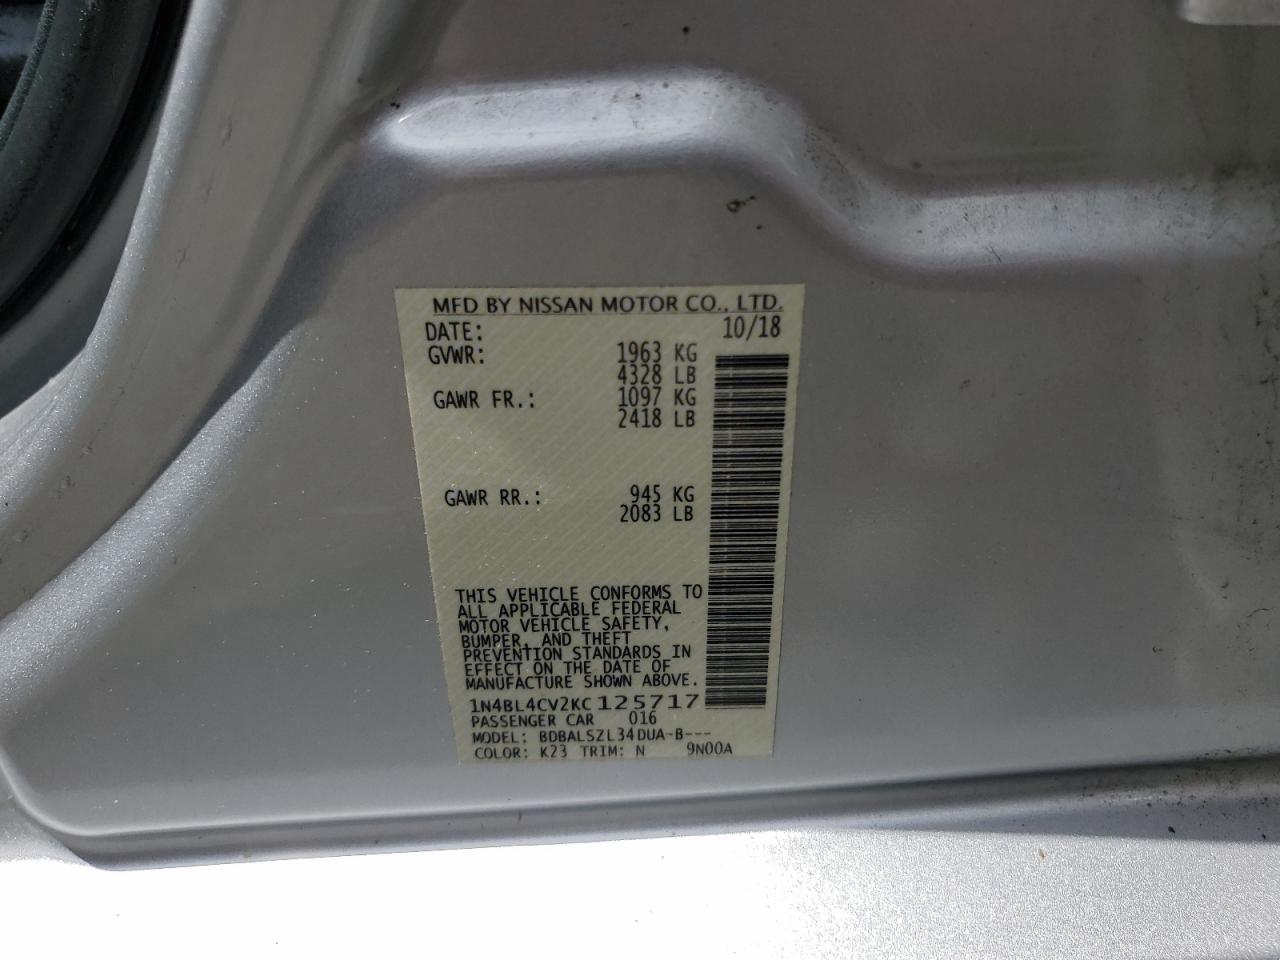 MFD BY NISSAN MOTOR CO., LTD.
DATE: 10/18
GVWR: 1963 KG
4328 LB
GAWR FR.: 1097 KG
2418 LB
GAWR RR.: 945 KG
2083 LB
THIS VEHICLE CONFORMS TO
ALL APPLICABLE FEDERAL
MOTOR VEHICLE SAFETY,
BUMPER, AND THEFT
PREVENTION STANDARDS IN
EFFECT ON THE DATE OF
MANUFACTURE SHOWN ABOVE.
1N4BL4CV2KC125717
PASSENGER CAR 016
MODEL: BDBALSZL34DUA-B---
COLOR: K23 TRIM: N 9N00A